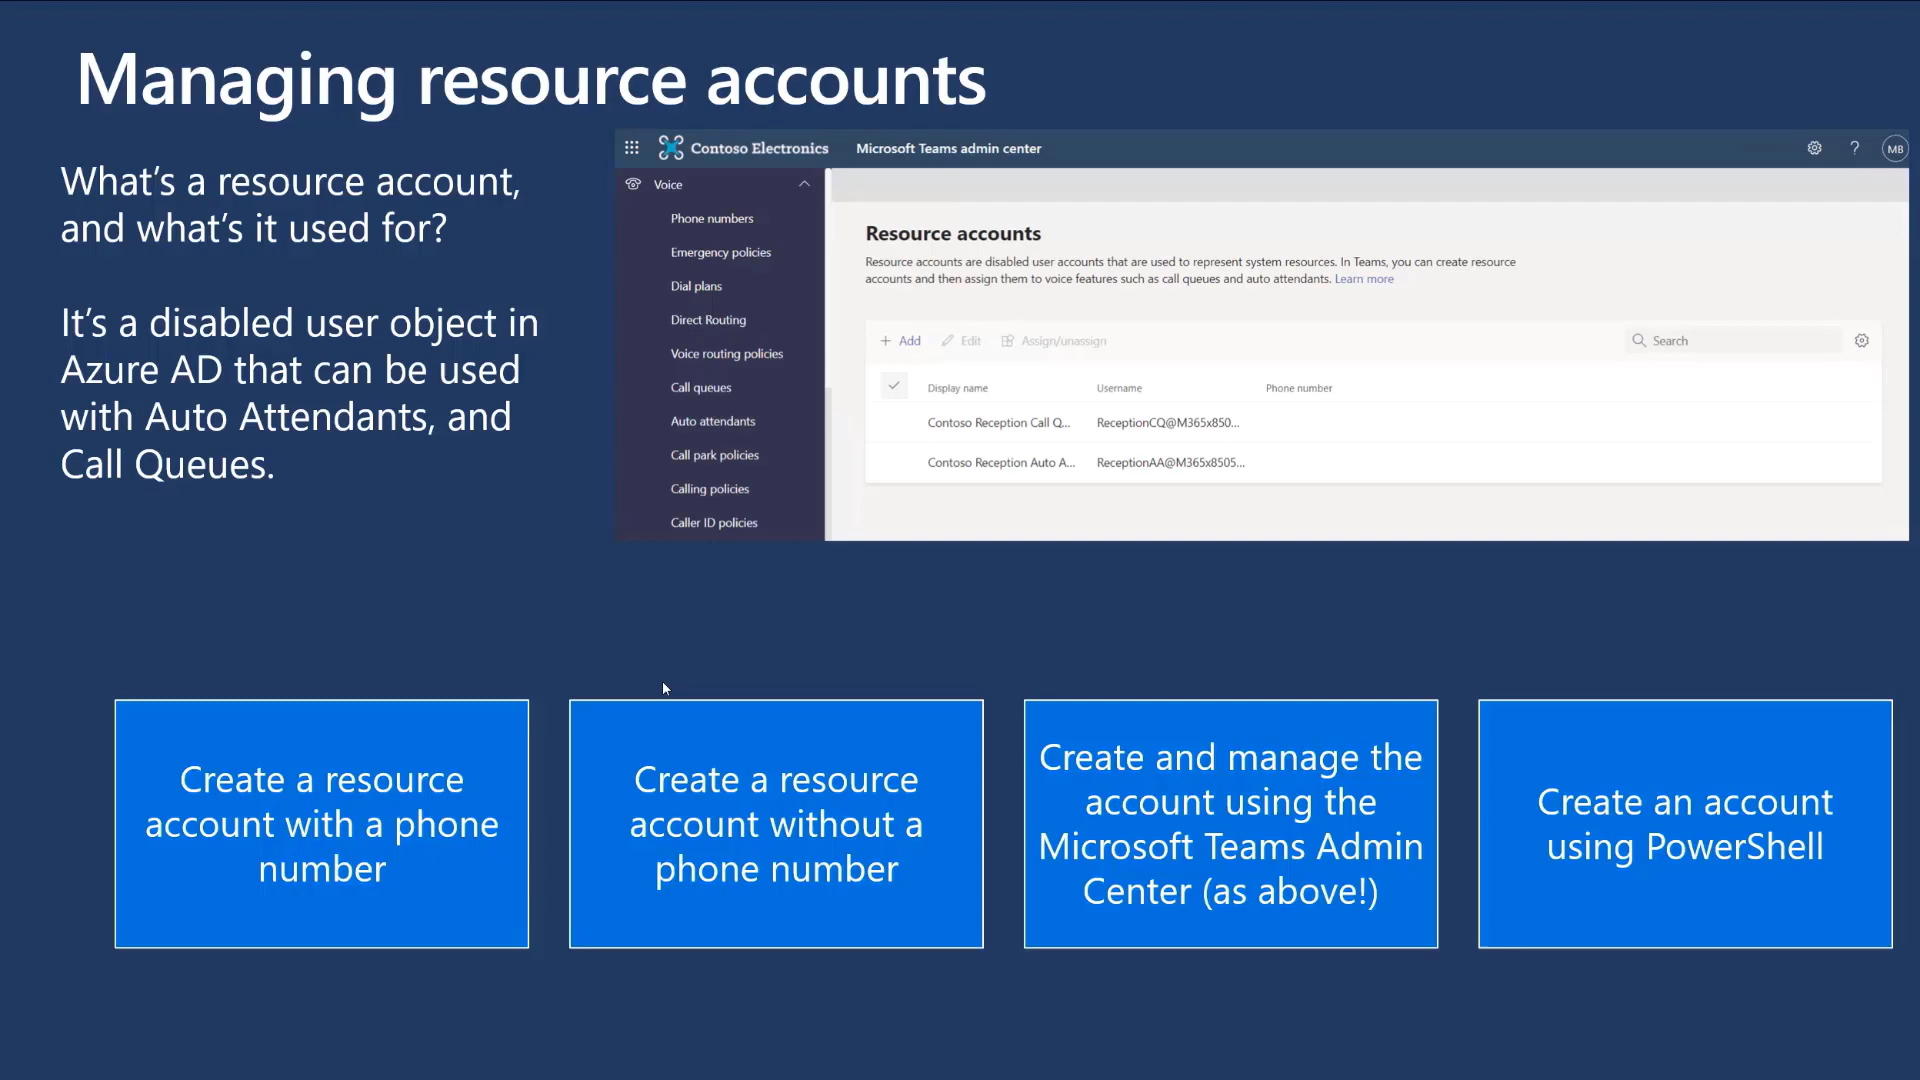 Managing resource accounts
What's a resource account,
and what's it used for?
It's a disabled user object in
Azure AD that can be used
with Auto Attendants, and
Call Queues.
Contoso Electronics
Microsoft Teams admin center
?
MB
Voice
Phone numbers
Emergency policies
Dial plans
Direct Routing
Voice routing policies
Call queues
Auto attendants
Call park policies
Calling policies
Caller ID policies
Resource accounts
Resource accounts are disabled user accounts that are used to represent system resources. In Teams, you can create resource
accounts and then assign them to voice features such as call queues and auto attendants. Learn more
+ Add Edit Assign/unassign
Search
Display name Username Phone number
Contoso Reception Call Q... ReceptionCQ@M365x850...
Contoso Reception Auto A... ReceptionAA@M365x8505...
Create a resource
account with a phone
number
Create a resource
account without a
phone number
Create and manage the
account using the
Microsoft Teams Admin
Center (as above!)
Create an account
using PowerShell